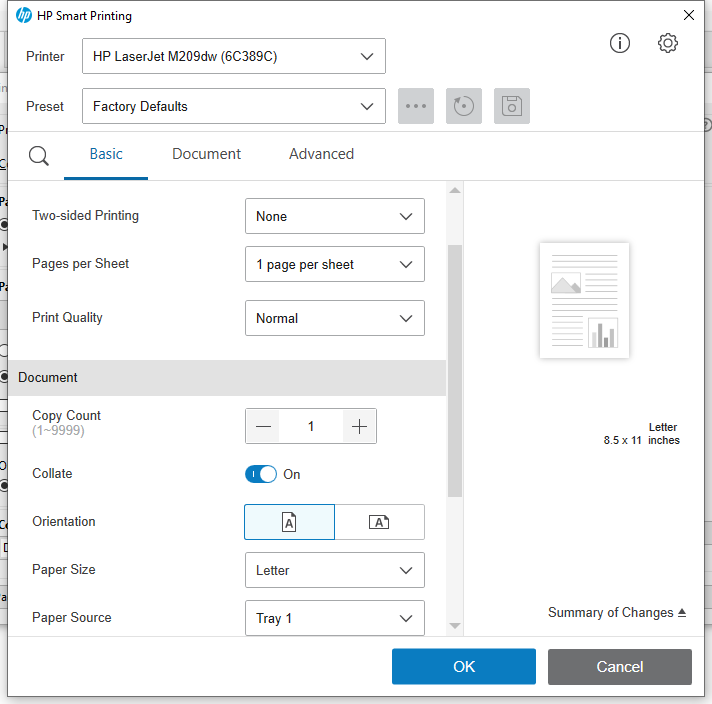 hp HP Smart Printing
Printer HP LaserJet M209dw (6C389C)
Preset Factory Defaults
Basic Document Advanced
Two-sided Printing None
Pages per Sheet 1 page per sheet
Print Quality Normal
Document
Copy Count
(1~9999)
1
Collate On
Orientation A A
Paper Size Letter
Paper Source Tray 1
Letter
8.5 x 11 inches
Summary of Changes
OK Cancel